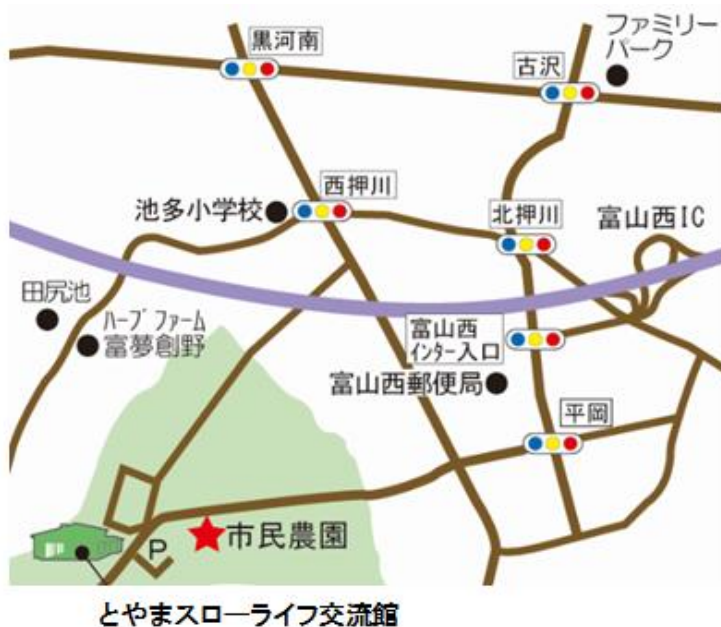 ファミリー
パーク
黒河南
古沢
西押川
池多小学校
北押川
富山西IC
田尻池
ﾊｰﾌﾞ ﾌｧｰﾑ
富夢創野
富山西
ｲﾝﾀｰ入口
富山西郵便局
平岡
P
市民農園
とやまスローライフ交流館